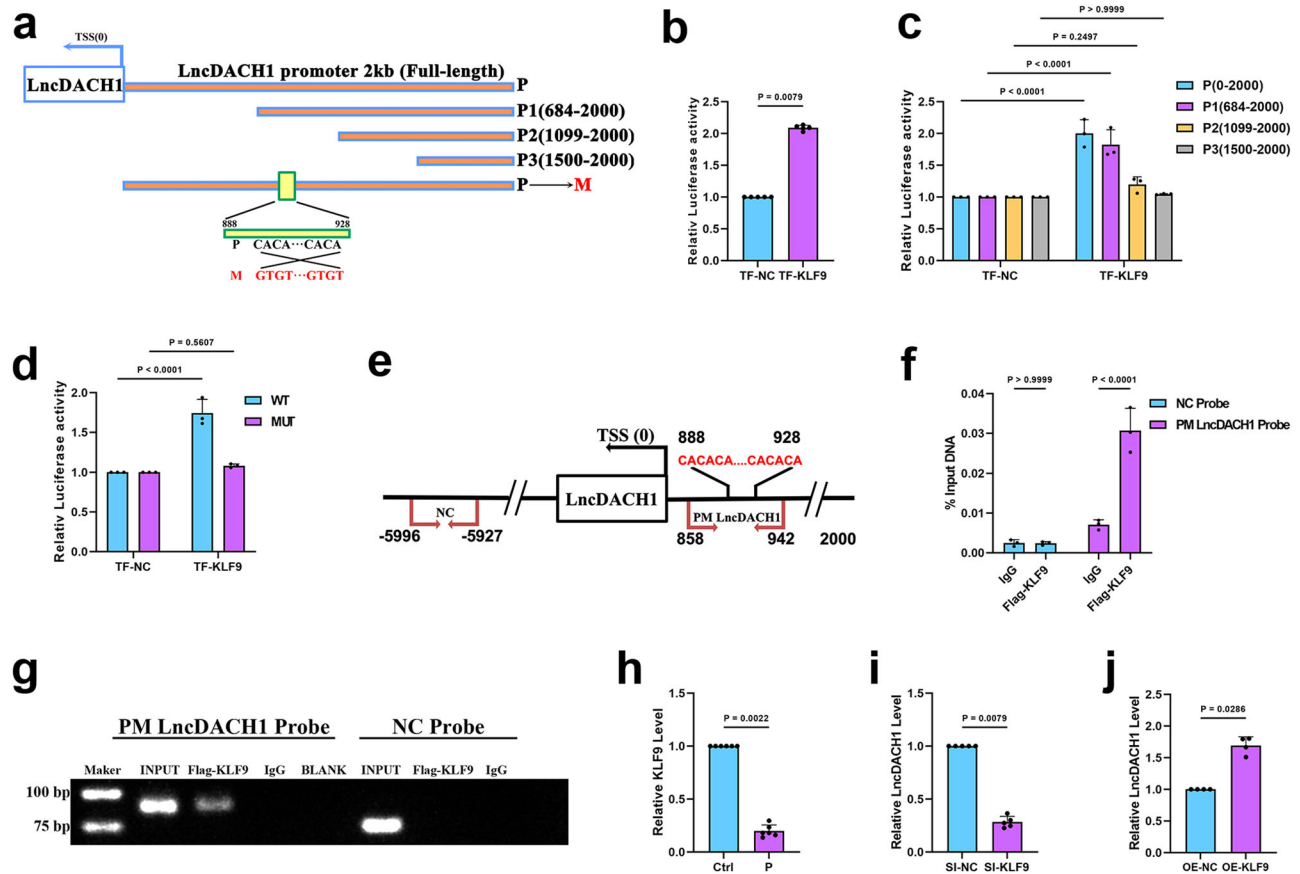 a
TSS(0)
LncDACH1
LncDACH1 promoter 2kb (Full-length)
P
P1(684-2000)
P2(1099-2000)
P3(1500-2000)
P M
888 928
P CACA···CACA
M GTGT···GTGT
b
P = 0.0079
Relativ Luciferase activity
2.5
2.0
1.5
1.0
0.5
0.0
TF-NC TF-KLF9
c
P > 0.9999
P = 0.2497
P < 0.0001
P < 0.0001
Relativ Luciferase activity
2.5
2.0
1.5
1.0
0.5
0.0
TF-NC TF-KLF9
P(0-2000)
P1(684-2000)
P2(1099-2000)
P3(1500-2000)
d
P = 0.5607
P < 0.0001
Relativ Luciferase activity
2.0
1.5
1.0
0.5
0.0
TF-NC TF-KLF9
WT
MUT
e
TSS (0)
888 928
CACACA....CACACA
LncDACH1
NC
PM LncDACH1
-5996 -5927
858 942 2000
f
P > 0.9999 P < 0.0001
% Input DNA
0.04
0.03
0.02
0.01
0.00
IgG
Flag-KLF9
IgG
Flag-KLF9
NC Probe
PM LncDACH1 Probe
g
PM LncDACH1 Probe NC Probe
Maker INPUT Flag-KLF9 IgG BLANK INPUT Flag-KLF9 IgG
100 bp
75 bp
h
P = 0.0022
Relative KLF9 Level
1.5
1.0
0.5
0.0
Ctrl P
i
P = 0.0079
Relative LncDACH1 Level
1.5
1.0
0.5
0.0
SI-NC SI-KLF9
j
P = 0.0286
Relative LncDACH1 Level
2.5
2.0
1.5
1.0
0.5
0.0
OE-NC OE-KLF9